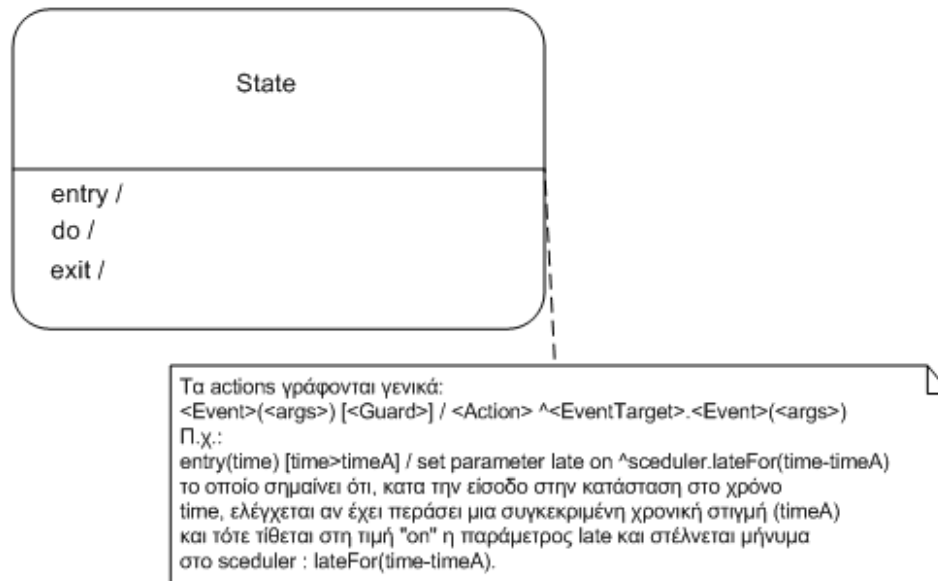 State
entry /
do /
exit /
Τα actions γράφονται γενικά:
<Event>(<args>) [<Guard>] / <Action> ^<EventTarget>.<Event>(<args>)
Π.χ.:
entry(time) [time>timeA] / set parameter late on ^sceduler.lateFor(time-timeA)
το οποίο σημαίνει ότι, κατα την είσοδο στην κατάσταση στο χρόνο
time, ελέγχεται αν έχει περάσει μια συγκεκριμένη χρονική στιγμή (timeA)
και τότε τίθεται στη τιμή "on" η παράμετρος late και στέλνεται μήνυμα
στο sceduler : lateFor(time-timeA).